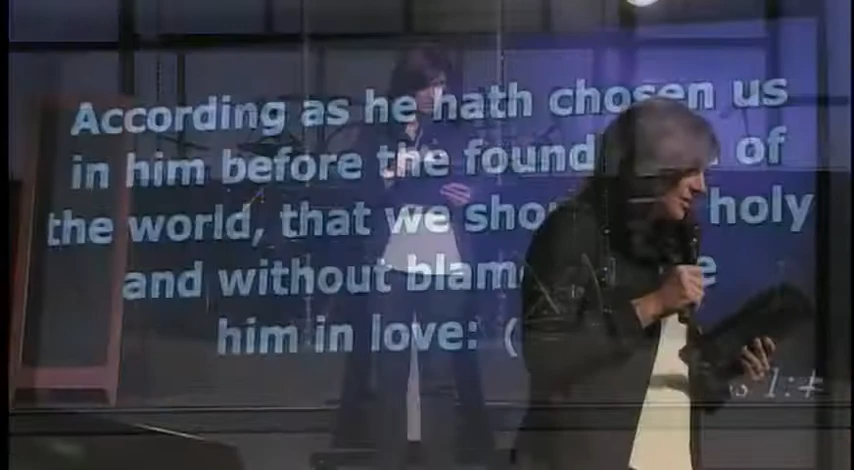 According as he hath chosen us
in him before the of
the world, that we holy
and without blame
him in love: (